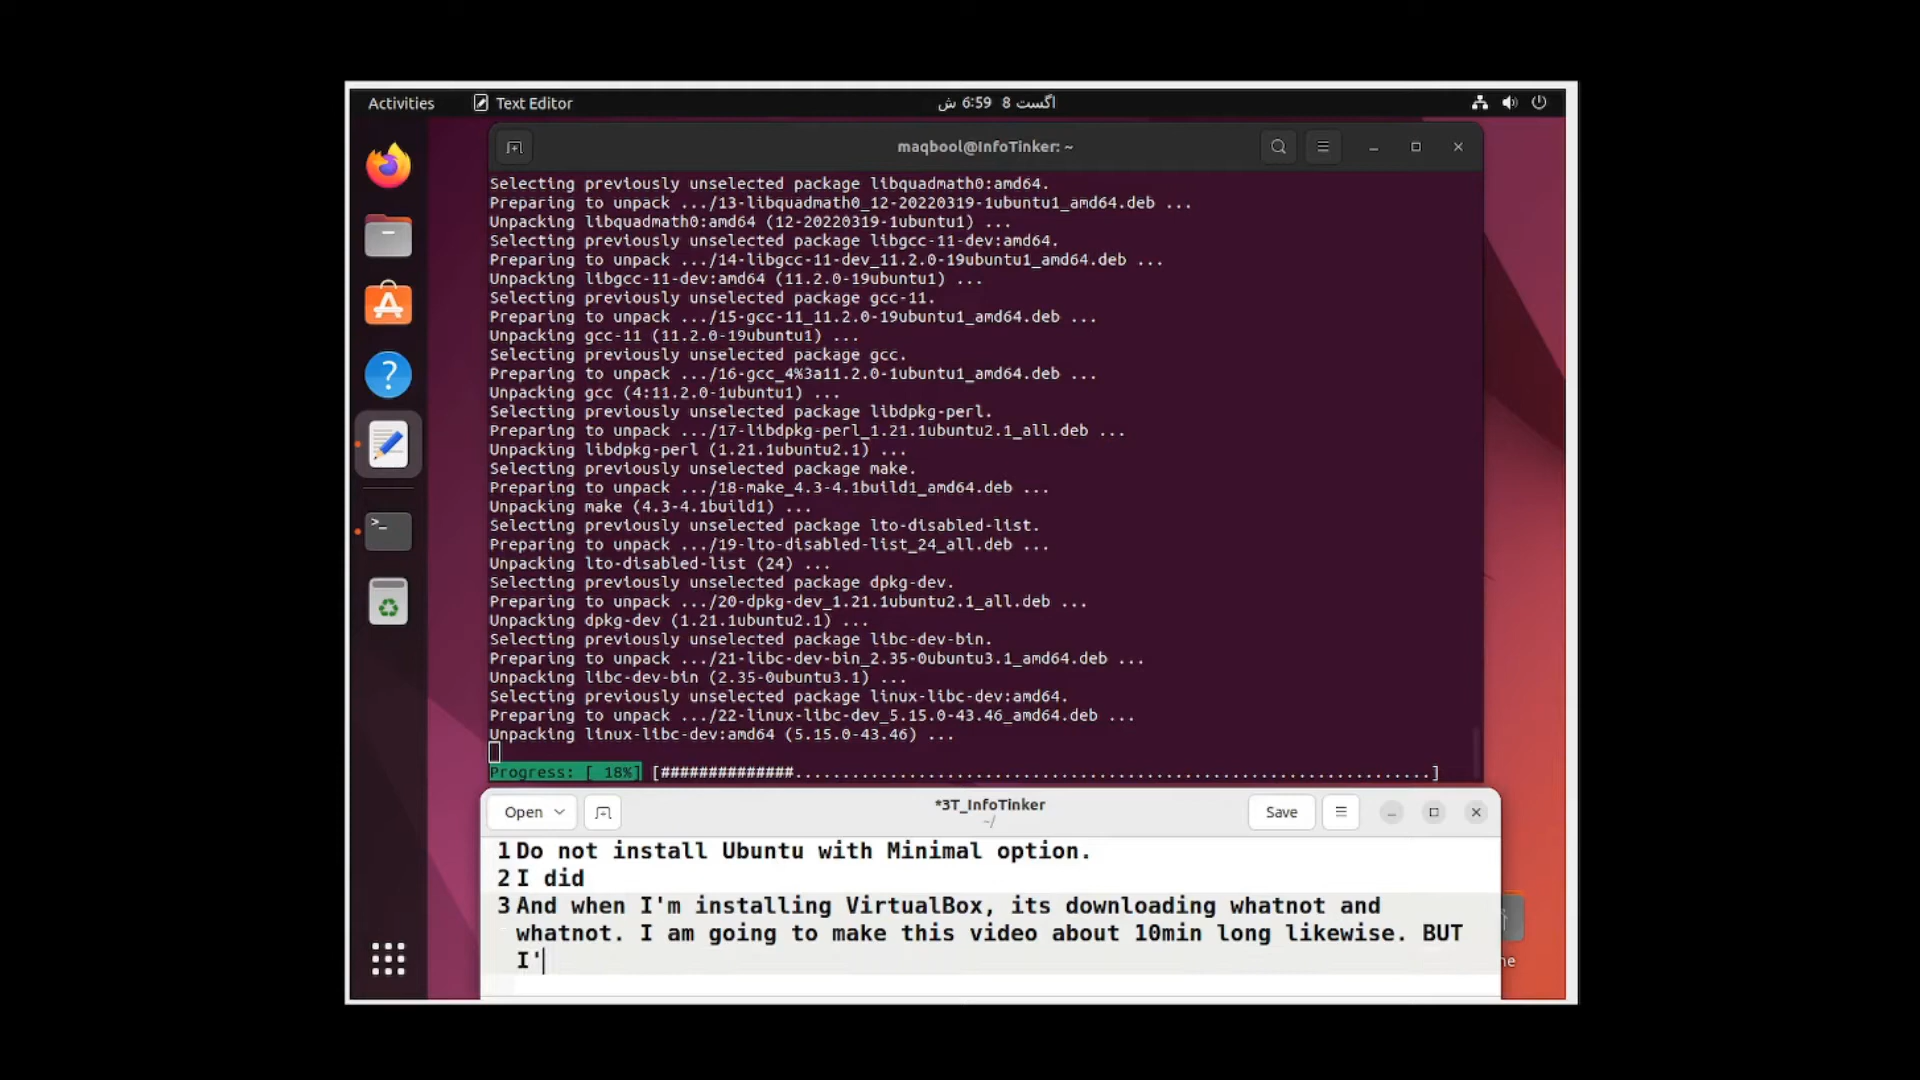 Activities Text Editor اگست 8 6:59 ش
maqbool@InfoTinker: ~
Selecting previously unselected package libquadmath0:amd64.
Preparing to unpack .../13-libquadmath0_12-20220319-1ubuntu1_amd64.deb ...
Unpacking libquadmath0:amd64 (12-20220319-1ubuntu1) ...
Selecting previously unselected package libgcc-11-dev:amd64.
Preparing to unpack .../14-libgcc-11-dev_11.2.0-19ubuntu1_amd64.deb ...
Unpacking libgcc-11-dev:amd64 (11.2.0-19ubuntu1) ...
Selecting previously unselected package gcc-11.
Preparing to unpack .../15-gcc-11_11.2.0-19ubuntu1_amd64.deb ...
Unpacking gcc-11 (11.2.0-19ubuntu1) ...
Selecting previously unselected package gcc.
Preparing to unpack .../16-gcc_4%3a11.2.0-1ubuntu1_amd64.deb ...
Unpacking gcc (4:11.2.0-1ubuntu1) ...
Selecting previously unselected package libdpkg-perl.
Preparing to unpack .../17-libdpkg-perl_1.21.1ubuntu2.1_all.deb ...
Unpacking libdpkg-perl (1.21.1ubuntu2.1) ...
Selecting previously unselected package make.
Preparing to unpack .../18-make_4.3-4.1build1_amd64.deb ...
Unpacking make (4.3-4.1build1) ...
Selecting previously unselected package lto-disabled-list.
Preparing to unpack .../19-lto-disabled-list_24_all.deb ...
Unpacking lto-disabled-list (24) ...
Selecting previously unselected package dpkg-dev.
Preparing to unpack .../20-dpkg-dev_1.21.1ubuntu2.1_all.deb ...
Unpacking dpkg-dev (1.21.1ubuntu2.1) ...
Selecting previously unselected package libc-dev-bin.
Preparing to unpack .../21-libc-dev-bin_2.35-0ubuntu3.1_amd64.deb ...
Unpacking libc-dev-bin (2.35-0ubuntu3.1) ...
Selecting previously unselected package linux-libc-dev:amd64.
Preparing to unpack .../22-linux-libc-dev_5.15.0-43.46_amd64.deb ...
Unpacking linux-libc-dev:amd64 (5.15.0-43.46) ...
Progress: [ 18%] [##############...................................................................]
Open *3T_InfoTinker Save
~/
1 Do not install Ubuntu with Minimal option.
2 I did
3 And when I'm installing VirtualBox, its downloading whatnot and
whatnot. I am going to make this video about 10min long likewise. BUT
I'